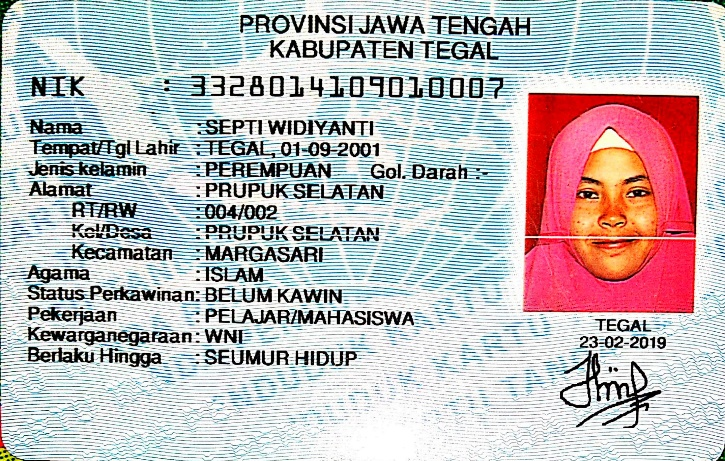 PROVINSI JAWA TENGAH
KABUPATEN TEGAL
NIK : 3328014109010007
Nama : SEPTI WIDIYANTI
Tempat/Tgl Lahir : TEGAL, 01-09-2001
Jenis kelamin : PEREMPUAN Gol. Darah :-
Alamat : PRUPUK SELATAN
RT/RW : 004/002
Kel/Desa : PRUPUK SELATAN
Kecamatan : MARGASARI
Agama : ISLAM
Status Perkawinan: BELUM KAWIN
Pekerjaan : PELAJAR/MAHASISWA
Kewarganegaraan: WNI
Berlaku Hingga : SEUMUR HIDUP
TEGAL
23-02-2019